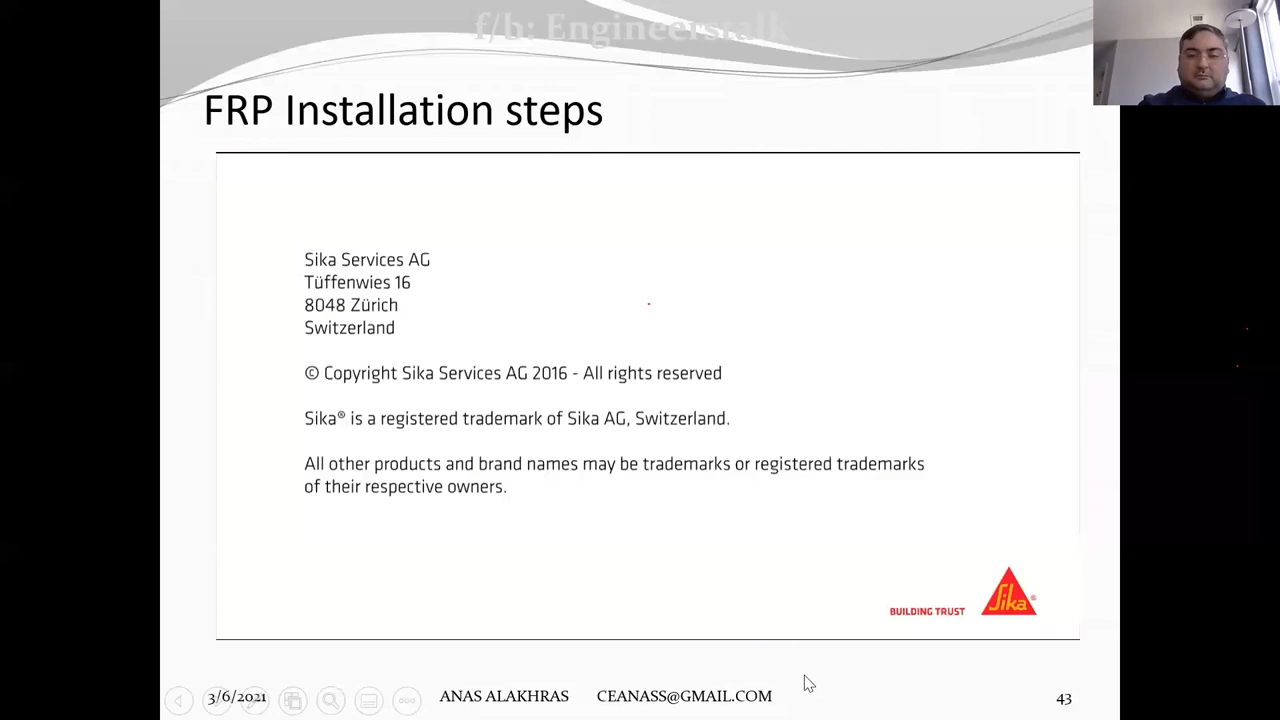 f/b: Engineerstalk
FRP Installation steps
Sika Services AG
Tüffenwies 16
8048 Zürich
Switzerland
© Copyright Sika Services AG 2016 - All rights reserved
Sika® is a registered trademark of Sika AG, Switzerland.
All other products and brand names may be trademarks or registered trademarks
of their respective owners.
BUILDING TRUST Sika®
3/6/2021 ANAS ALAKHRAS CEANASS@GMAIL.COM 43